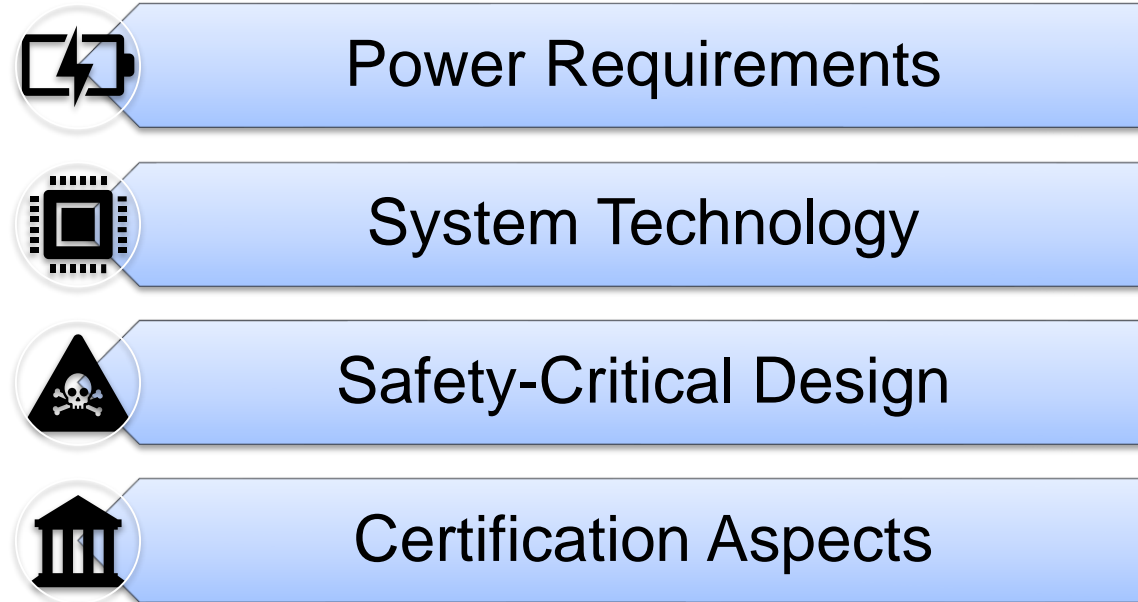 Power Requirements
System Technology
Safety-Critical Design
Certification Aspects